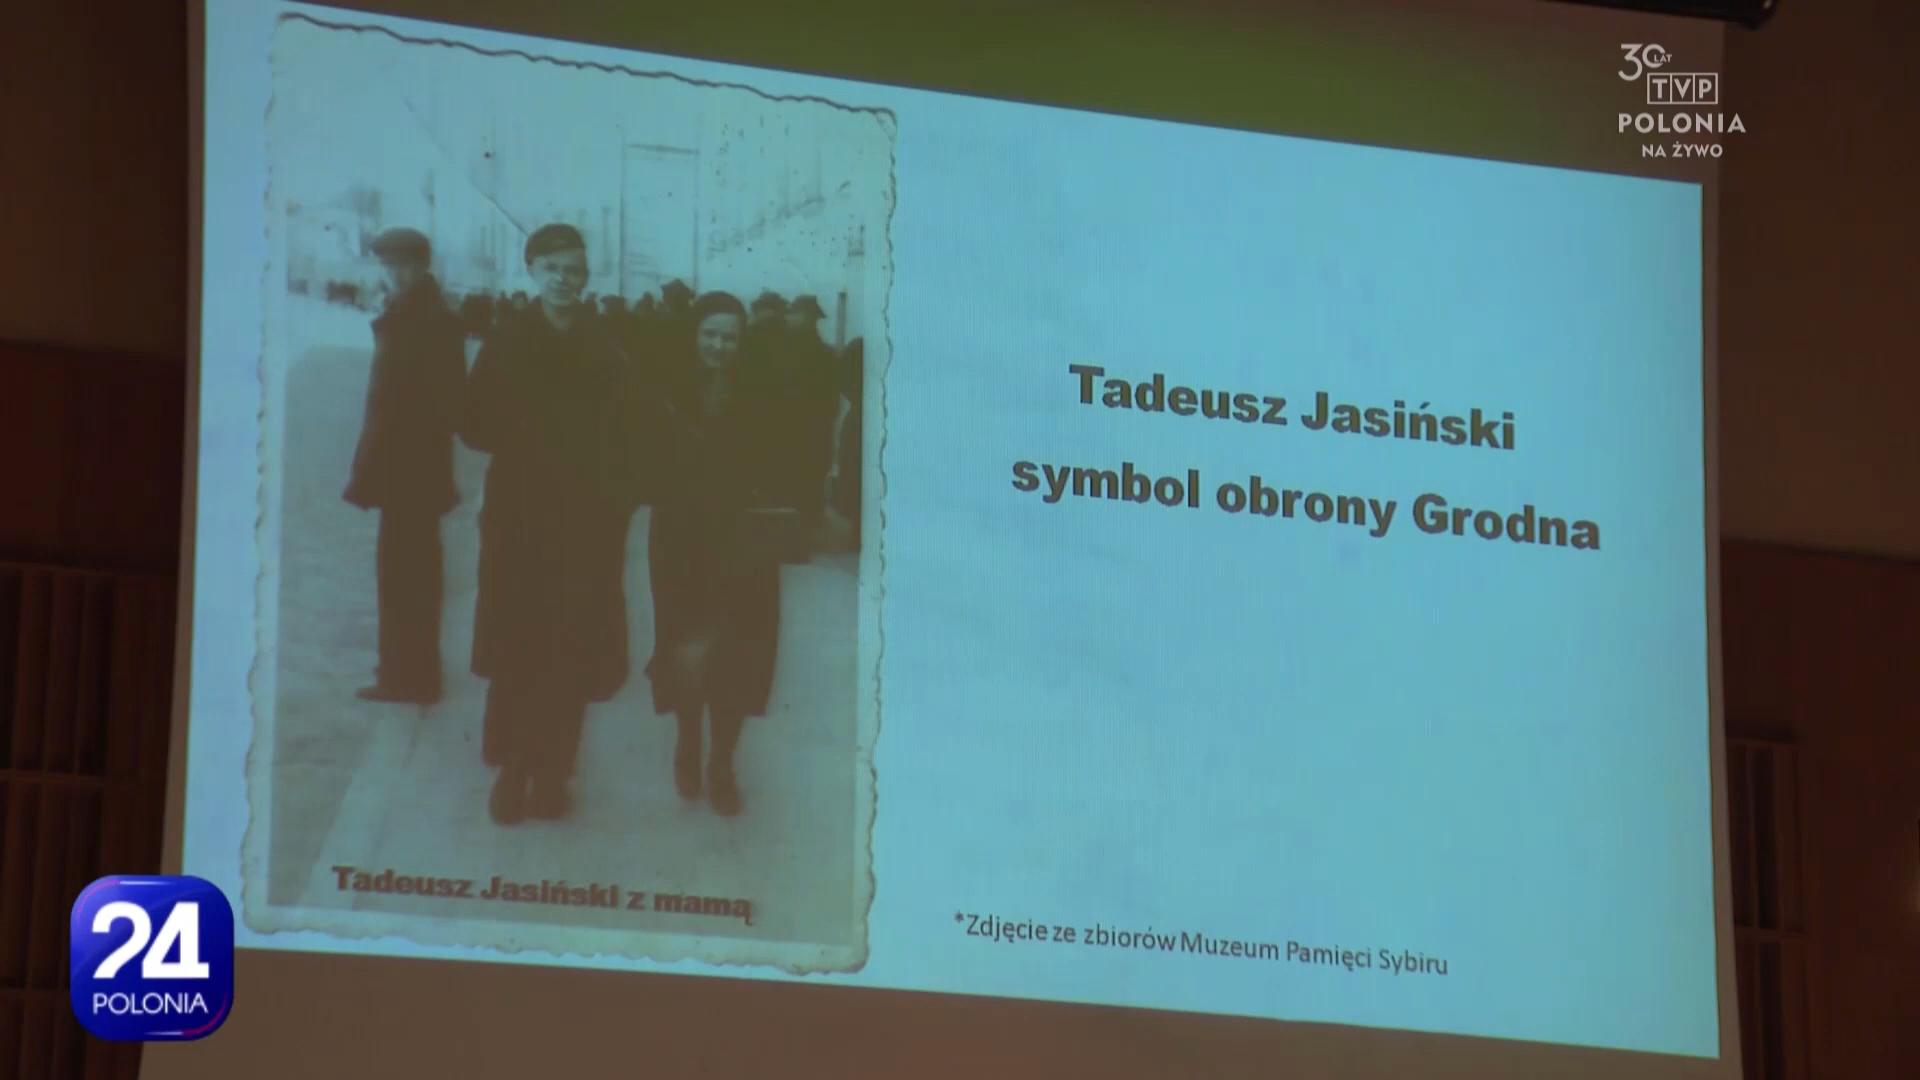 30 LAT
TVP
POLONIA
NA ŻYWO
Tadeusz Jasiński
symbol obrony Grodna
Tadeusz Jasiński z mamą
*Zdjęcie ze zbiorów Muzeum Pamięci Sybiru
24
POLONIA